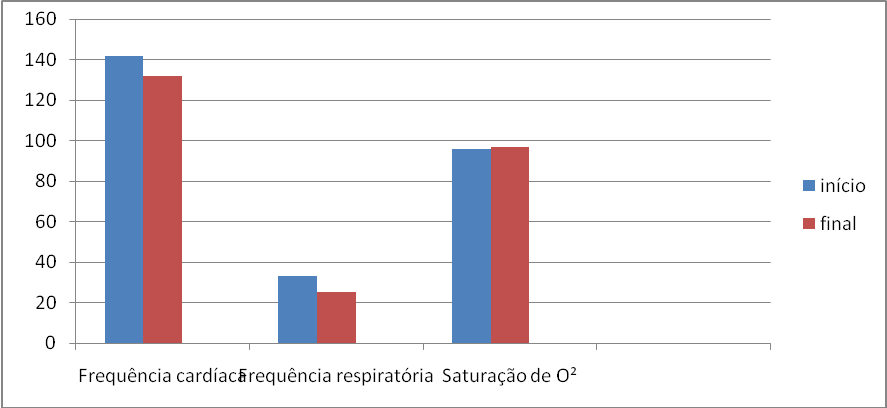 160
140
120
100
80
60
40
20
0
Frequência cardíaca
Frequência respiratória
Saturação de O²
início
final